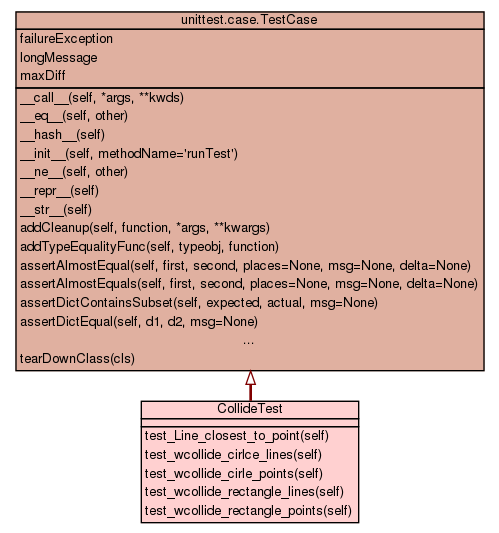 unittest.case.TestCase
failureException
longMessage
maxDiff
__call__(self, *args, **kwds)
__eq__(self, other)
__hash__(self)
__init__(self, methodName='runTest')
__ne__(self, other)
__repr__(self)
__str__(self)
addCleanup(self, function, *args, **kwargs)
addTypeEqualityFunc(self, typeobj, function)
assertAlmostEqual(self, first, second, places=None, msg=None, delta=None)
assertAlmostEquals(self, first, second, places=None, msg=None, delta=None)
assertDictContainsSubset(self, expected, actual, msg=None)
assertDictEqual(self, d1, d2, msg=None)
...
tearDownClass(cls)
CollideTest
test_Line_closest_to_point(self)
test_wcollide_cirlce_lines(self)
test_wcollide_cirle_points(self)
test_wcollide_rectangle_lines(self)
test_wcollide_rectangle_points(self)